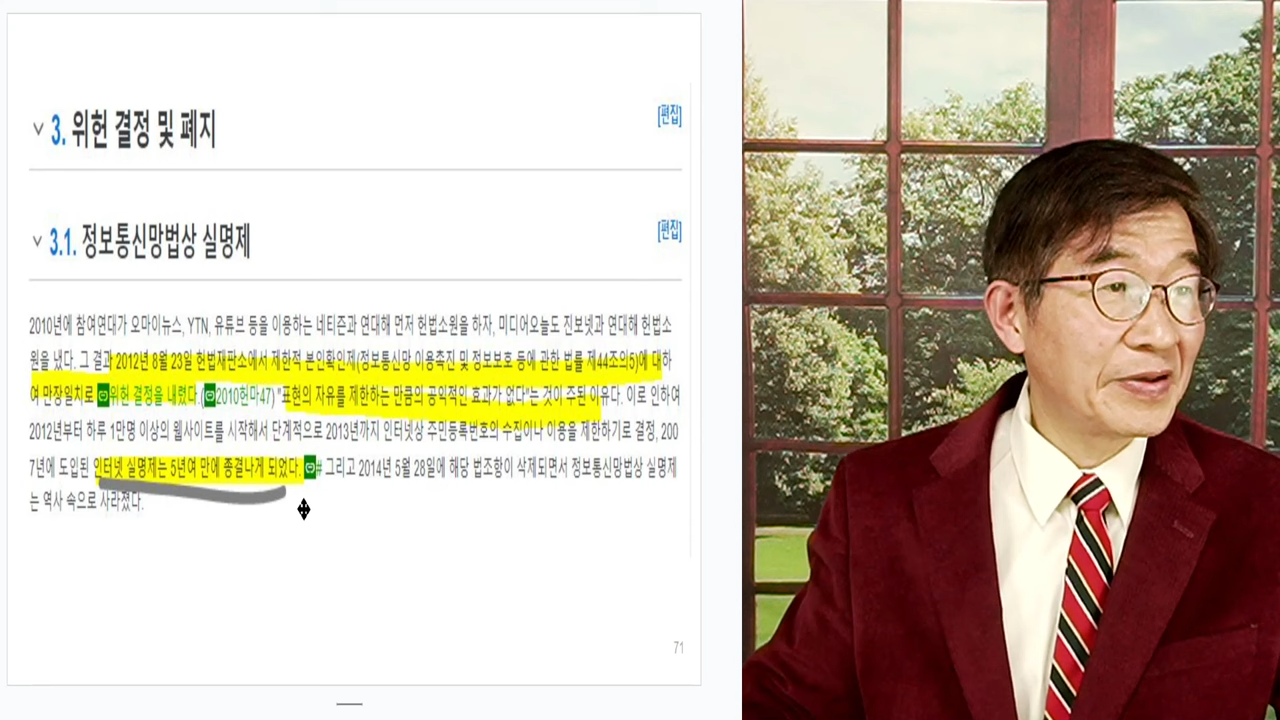 3. 위헌 결정 및 폐지
[편집]
3.1. 정보통신망법상 실명제
[편집]
2010년에 참여연대가 오마이뉴스, YTN, 유튜브 등을 이용하는 네티즌과 연대해 먼저 헌법소원을 하자, 미디어오늘도 진보넷과 연대해 헌법소
원을 냈다. 그 결과 2012년 8월 23일 헌법재판소에서 제한적 본인확인제(정보통신망 이용촉진 및 정보보호 등에 관한 법률 제44조의5)에 대하
여 만장일치로 위헌 결정을 내렸다.(2010헌마47) "표현의 자유를 제한하는 만큼의 공익적인 효과가 없다"는 것이 주된 이유다. 이로 인하여
2012년부터 하루 1만명 이상의 웹사이트를 시작해서 단계적으로 2013년까지 인터넷상 주민등록번호의 수집이나 이용을 제한하기로 결정, 200
7년에 도입된 인터넷 실명제는 5년여 만에 종결나게 되었다.# 그리고 2014년 5월 28일에 해당 법조항이 삭제되면서 정보통신망법상 실명제
는 역사 속으로 사라졌다.
71